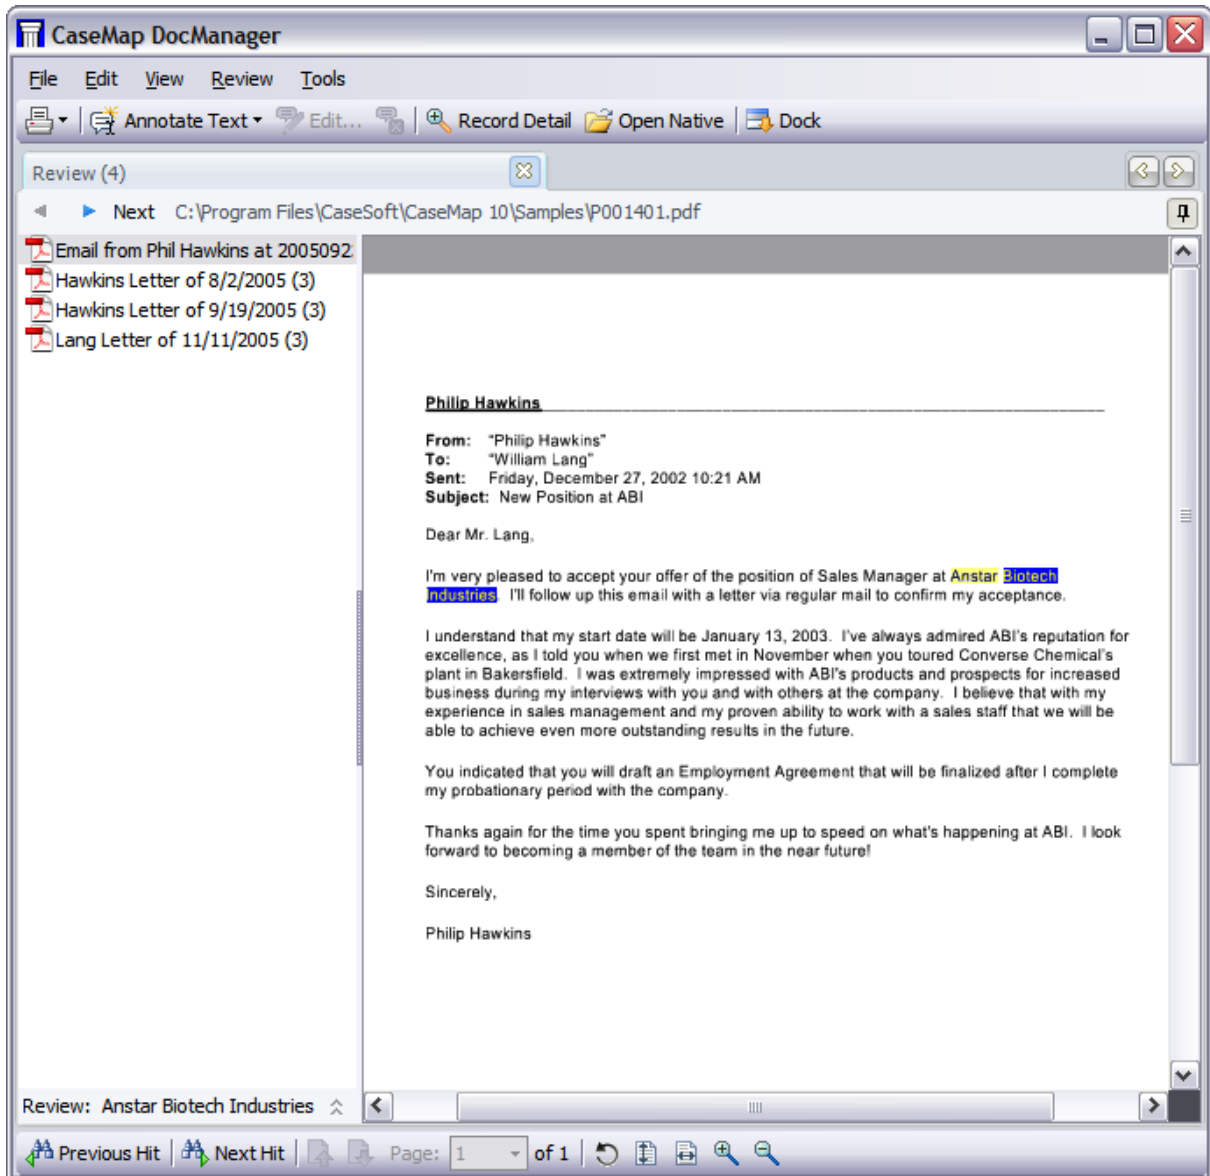 CaseMap DocManager
File Edit View Review Tools
Annotate Text Edit... Record Detail Open Native Dock
Review (4)
Next C:\Program Files\CaseSoft\CaseMap 10\Samples\P001401.pdf
Email from Phil Hawkins at 2005092
Hawkins Letter of 8/2/2005 (3)
Hawkins Letter of 9/19/2005 (3)
Lang Letter of 11/11/2005 (3)
Philip Hawkins
From: "Philip Hawkins"
To: "William Lang"
Sent: Friday, December 27, 2002 10:21 AM
Subject: New Position at ABI
Dear Mr. Lang,
I'm very pleased to accept your offer of the position of Sales Manager at Anstar Biotech
Industries. I'll follow up this email with a letter via regular mail to confirm my acceptance.
I understand that my start date will be January 13, 2003. I've always admired ABI's reputation for
excellence, as I told you when we first met in November when you toured Converse Chemical's
plant in Bakersfield. I was extremely impressed with ABI's products and prospects for increased
business during my interviews with you and with others at the company. I believe that with my
experience in sales management and my proven ability to work with a sales staff that we will be
able to achieve even more outstanding results in the future.
You indicated that you will draft an Employment Agreement that will be finalized after I complete
my probationary period with the company.
Thanks again for the time you spent bringing me up to speed on what's happening at ABI. I look
forward to becoming a member of the team in the near future!
Sincerely,
Philip Hawkins
Review: Anstar Biotech Industries
Previous Hit Next Hit Page: 1 of 1